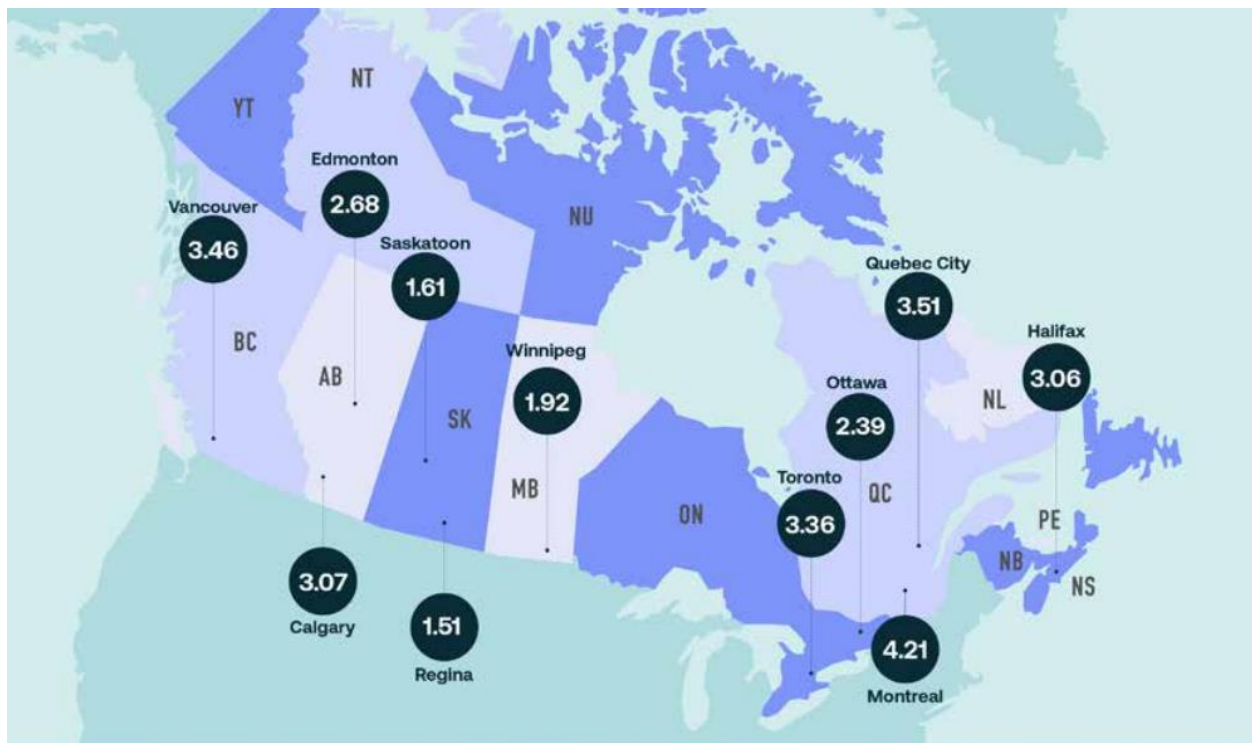 NT
YT
Edmonton
2.68
Vancouver
3.46
NU
Saskatoon
1.61
Quebec City
3.51
Halifax
3.06
BC
AB
Winnipeg
1.92
Ottawa
2.39
NL
SK
Toronto
3.36
MB
QC
ON
PE
NB
NS
3.07
Calgary
1.51
Regina
4.21
Montreal